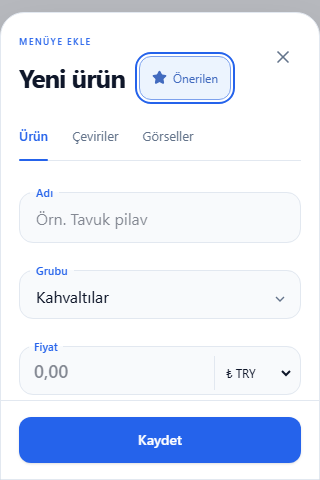 MENÜYE EKLE
Yeni ürün
Önerilen
Ürün
Çeviriler
Görseller
Adı
Örn. Tavuk pilav
Grubu
Kahvaltılar
Fiyat
0,00
₺ TRY
Kaydet